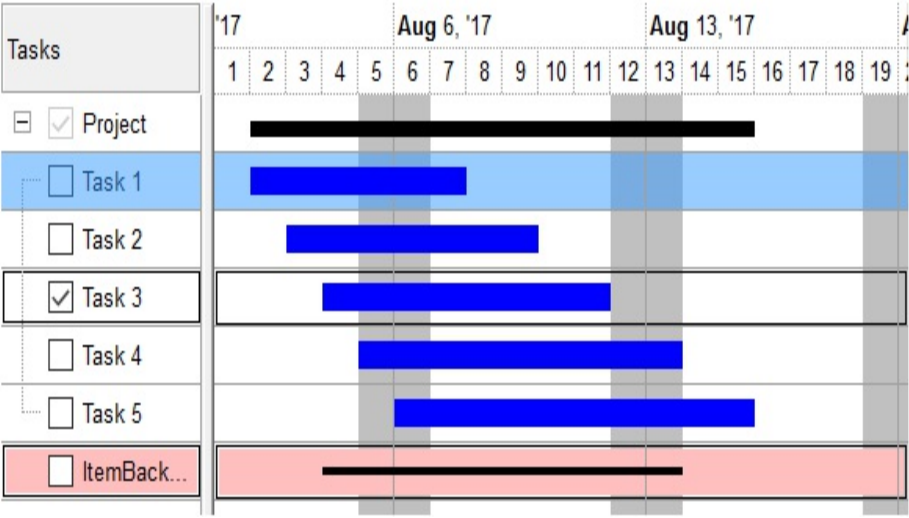 '17 Aug 6, '17 Aug 13, '17
Tasks
1 2 3 4 5 6 7 8 9 10 11 12 13 14 15 16 17 18 19
Project
Task 1
Task 2
Task 3
Task 4
Task 5
ItemBack...